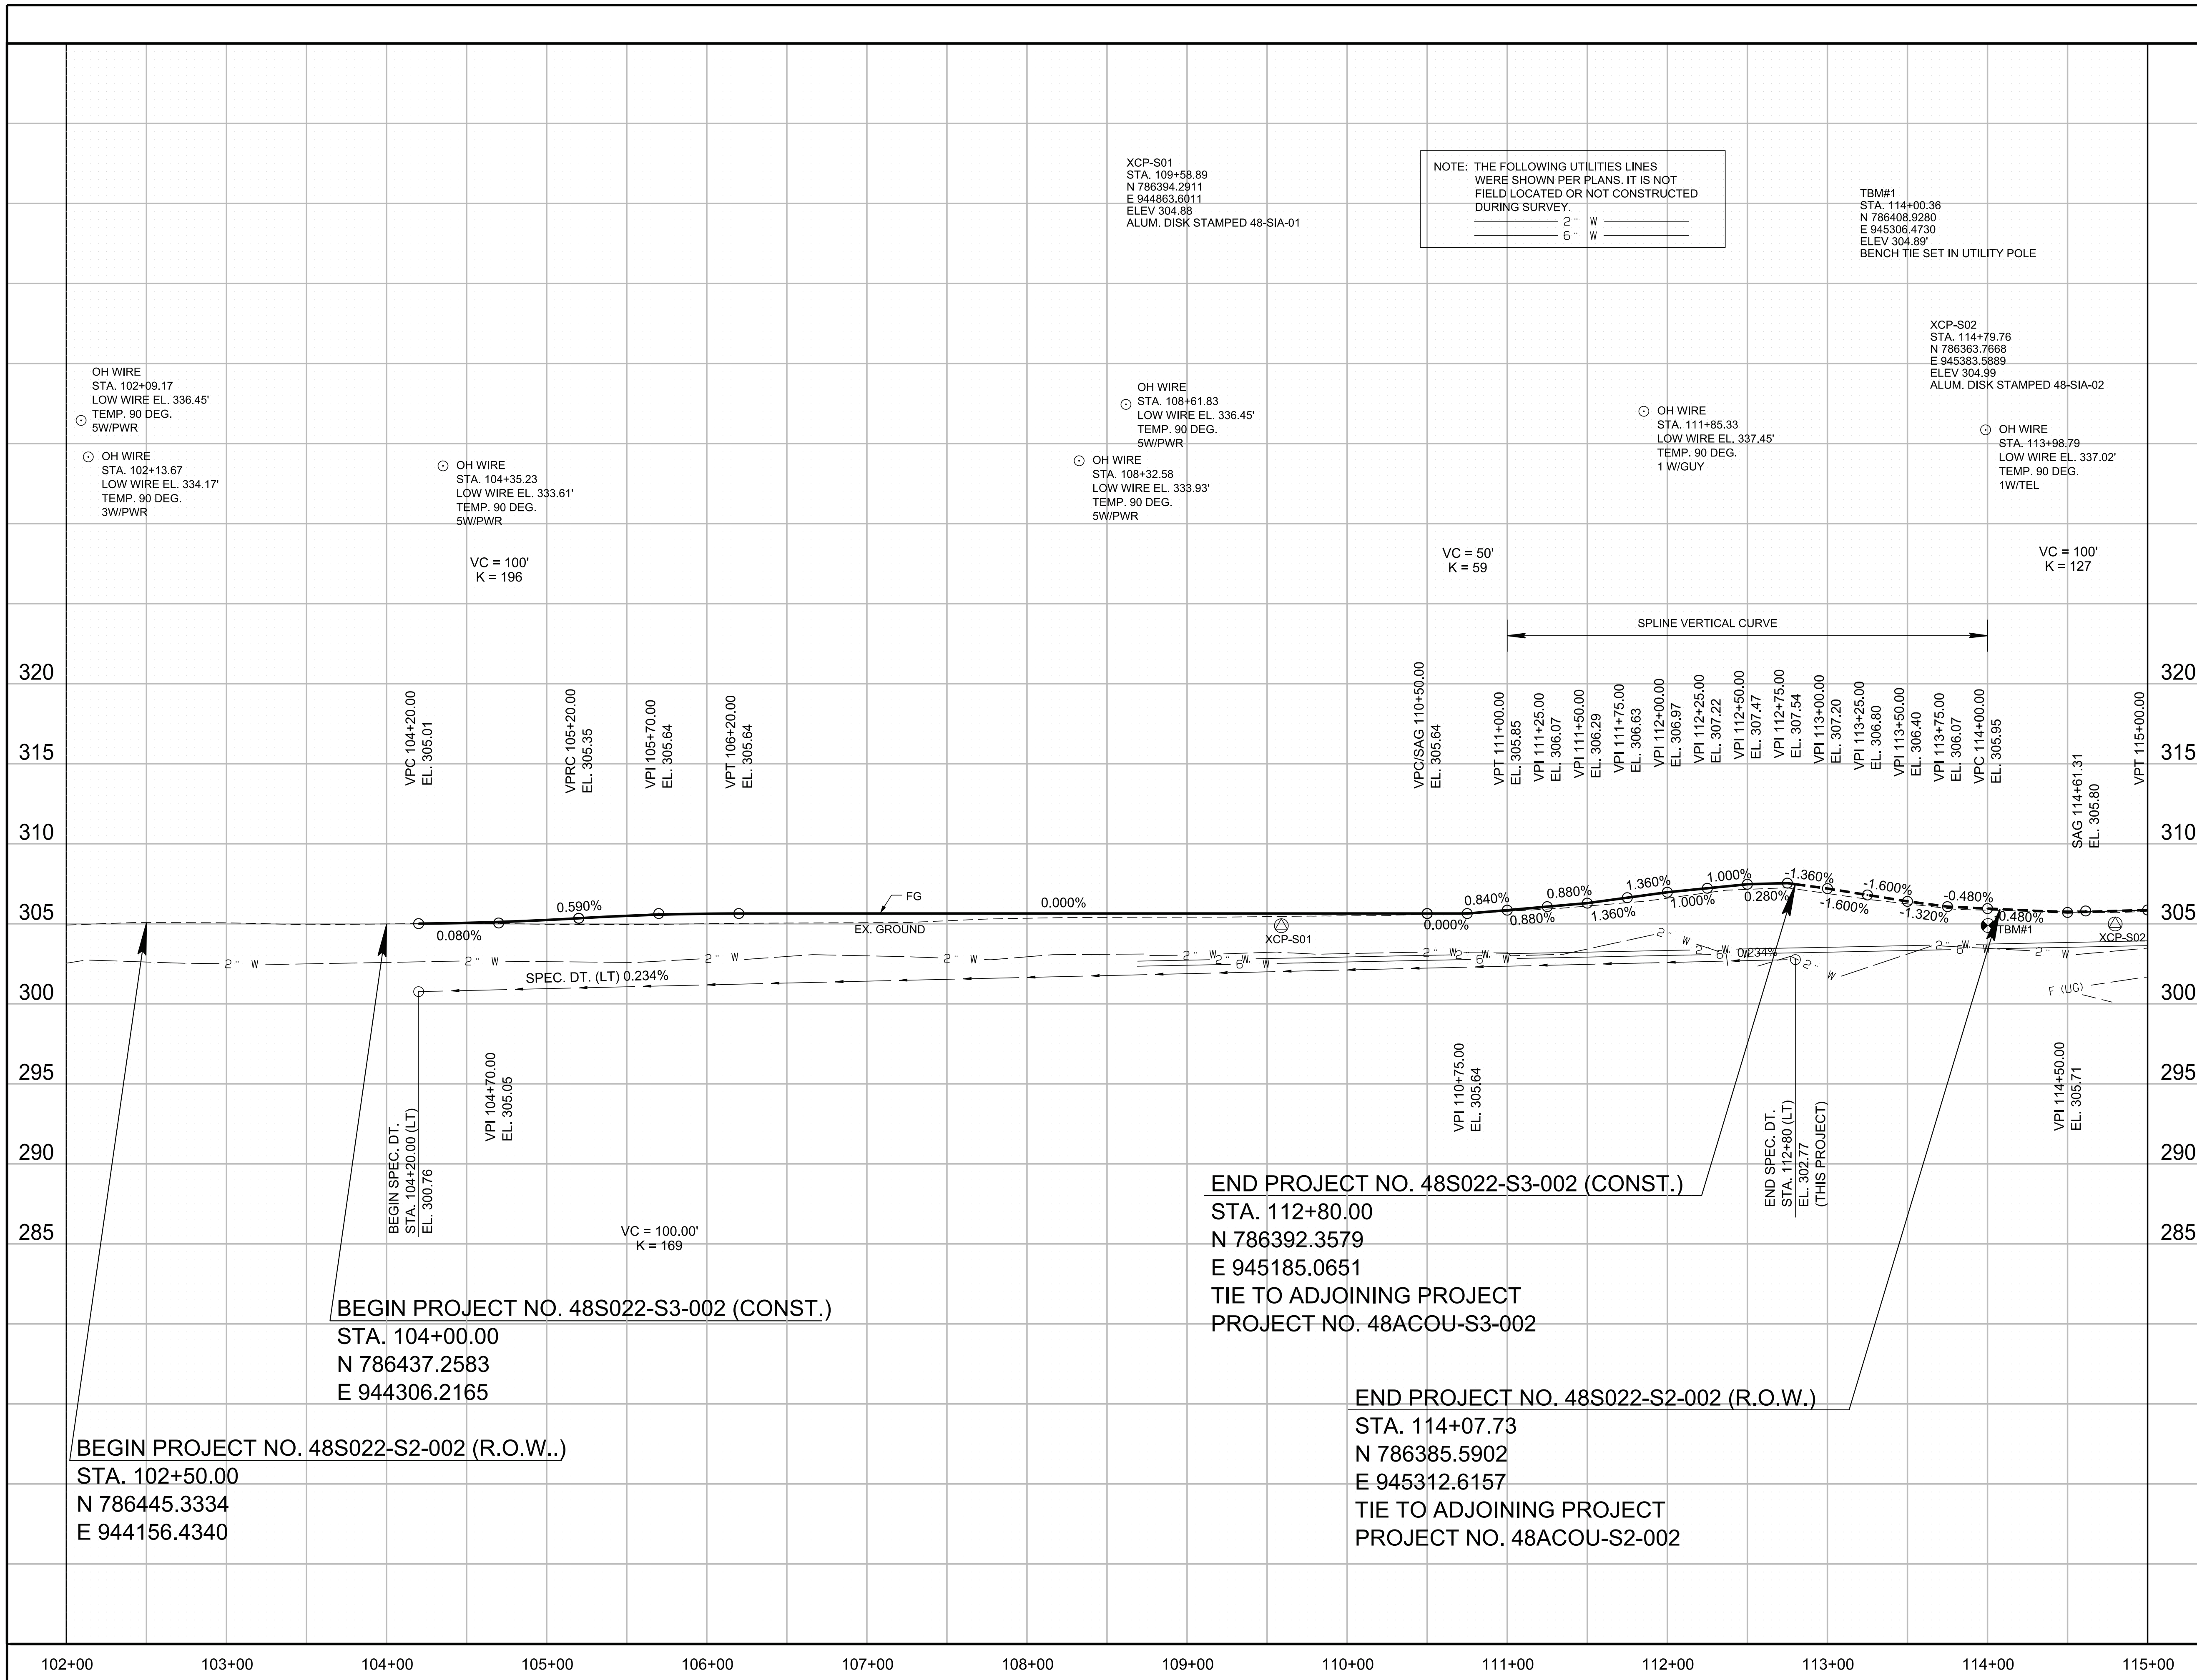 XCP-S01
STA. 109+58.89
N 786394.2911
E 944863.6011
ELEV 304.88
ALUM. DISK STAMPED 48-SIA-01
NOTE: THE FOLLOWING UTILITIES LINES
WERE SHOWN PER PLANS. IT IS NOT
FIELD LOCATED OR NOT CONSTRUCTED
DURING SURVEY.
2" W
6" W
TBM#1
STA. 114+00.36
N 786408.9280
E 945306.4730
ELEV 304.89'
BENCH TIE SET IN UTILITY POLE
XCP-S02
STA. 114+79.76
N 786363.7668
E 945383.5889
ELEV 304.99
ALUM. DISK STAMPED 48-SIA-02
OH WIRE
STA. 102+09.17
LOW WIRE EL. 336.45'
TEMP. 90 DEG.
5W/PWR
OH WIRE
STA. 102+13.67
LOW WIRE EL. 334.17'
TEMP. 90 DEG.
3W/PWR
OH WIRE
STA. 104+35.23
LOW WIRE EL. 333.61'
TEMP. 90 DEG.
5W/PWR
OH WIRE
STA. 108+61.83
LOW WIRE EL. 336.45'
TEMP. 90 DEG.
5W/PWR
OH WIRE
STA. 108+32.58
LOW WIRE EL. 333.93'
TEMP. 90 DEG.
5W/PWR
OH WIRE
STA. 111+85.33
LOW WIRE EL. 337.45'
TEMP. 90 DEG.
1 W/GUY
OH WIRE
STA. 113+98.79
LOW WIRE EL. 337.02'
TEMP. 90 DEG.
1W/TEL
VC = 100'
K = 196
VC = 50'
K = 59
VC = 100'
K = 127
SPLINE VERTICAL CURVE
320
320
VPC 104+20.00
EL. 305.01
VPRC 105+20.00
EL. 305.35
VPI 105+70.00
EL. 305.64
VPT 106+20.00
EL. 305.64
VPC/SAG 110+50.00
EL. 305.64
VPT 111+00.00
EL. 305.85
VPI 111+25.00
EL. 306.07
VPI 111+50.00
EL. 306.29
VPI 111+75.00
EL. 306.63
VPI 112+00.00
EL. 306.97
VPI 112+25.00
EL. 307.22
VPI 112+50.00
EL. 307.47
VPI 112+75.00
EL. 307.54
VPI 113+00.00
EL. 307.20
VPI 113+25.00
EL. 306.80
VPI 113+50.00
EL. 306.40
VPI 113+75.00
EL. 306.07
VPC 114+00.00
EL. 305.95
SAG 114+61.31
EL. 305.80
VPT 115+00.00
315
315
310
310
305
305
0.080%
0.590%
FG
EX. GROUND
0.000%
0.000%
0.840%
0.880%
0.880%
1.360%
1.360%
1.000%
1.000%
0.280%
-1.360%
-1.600%
-1.600%
-1.320%
-0.480%
-0.480%
XCP-S01
TBM#1
XCP-S02
2" W
2" W
2" W
2" W
2" W
2" W
6" W
2" W
2" W
6" W
2" W
2" W
6" W
0.234%
2" W
2" W
6" W
2" W
SPEC. DT. (LT) 0.234%
F (UG)
300
300
295
295
290
290
285
285
BEGIN SPEC. DT.
STA. 104+20.00 (LT)
EL. 300.76
VPI 104+70.00
EL. 305.05
VPI 110+75.00
EL. 305.64
END SPEC. DT.
STA. 112+80 (LT)
EL. 302.77
(THIS PROJECT)
VPI 114+50.00
EL. 305.71
VC = 100.00'
K = 169
END PROJECT NO. 48S022-S3-002 (CONST.)
STA. 112+80.00
N 786392.3579
E 945185.0651
TIE TO ADJOINING PROJECT
PROJECT NO. 48ACOU-S3-002
BEGIN PROJECT NO. 48S022-S3-002 (CONST.)
STA. 104+00.00
N 786437.2583
E 944306.2165
END PROJECT NO. 48S022-S2-002 (R.O.W.)
STA. 114+07.73
N 786385.5902
E 945312.6157
TIE TO ADJOINING PROJECT
PROJECT NO. 48ACOU-S2-002
BEGIN PROJECT NO. 48S022-S2-002 (R.O.W..)
STA. 102+50.00
N 786445.3334
E 944156.4340
102+00 103+00 104+00 105+00 106+00 107+00 108+00 109+00 110+00 111+00 112+00 113+00 114+00 115+00